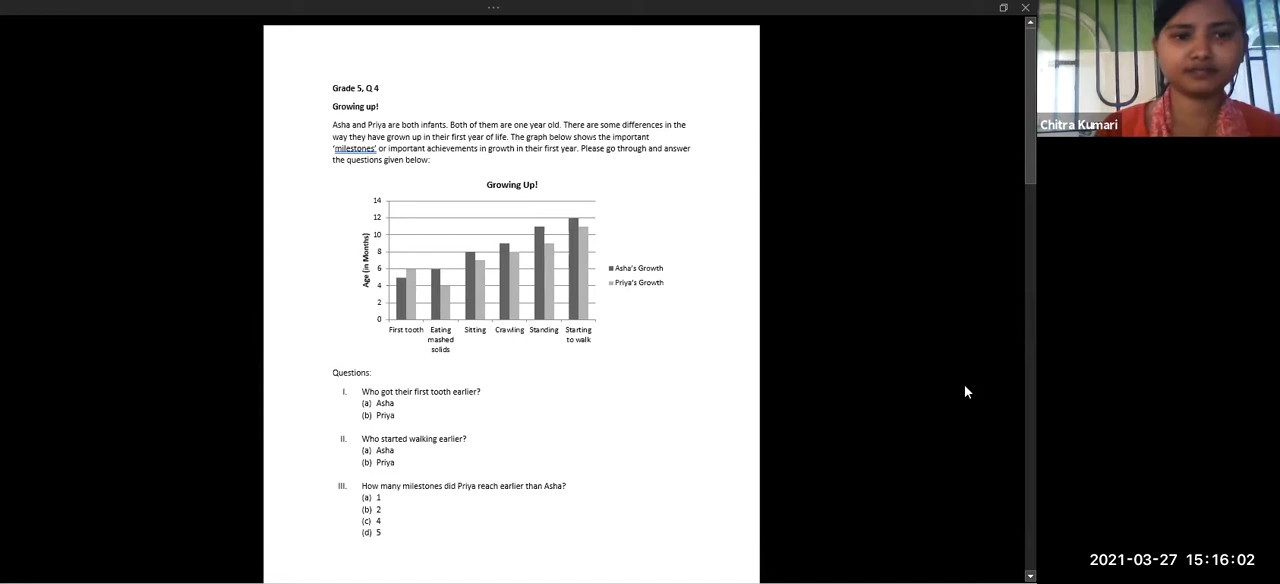 Grade 5, Q 4
Growing up!
Asha and Priya are both infants. Both of them are one year old. There are some differences in the
way they have grown up in their first year of life. The graph below shows the important
'milestones' or important achievements in growth in their first year. Please go through and answer
the questions given below:
Growing Up!
Age (in Months)
14
12
10
8
6
4
2
0
First tooth
Eating mashed solids
Sitting
Crawling
Standing
Starting to walk
Asha's Growth
Priya's Growth
Questions:
I. Who got their first tooth earlier?
(a) Asha
(b) Priya
II. Who started walking earlier?
(a) Asha
(b) Priya
III. How many milestones did Priya reach earlier than Asha?
(a) 1
(b) 2
(c) 4
(d) 5
Chitra Kumari
2021-03-27 15:16:02